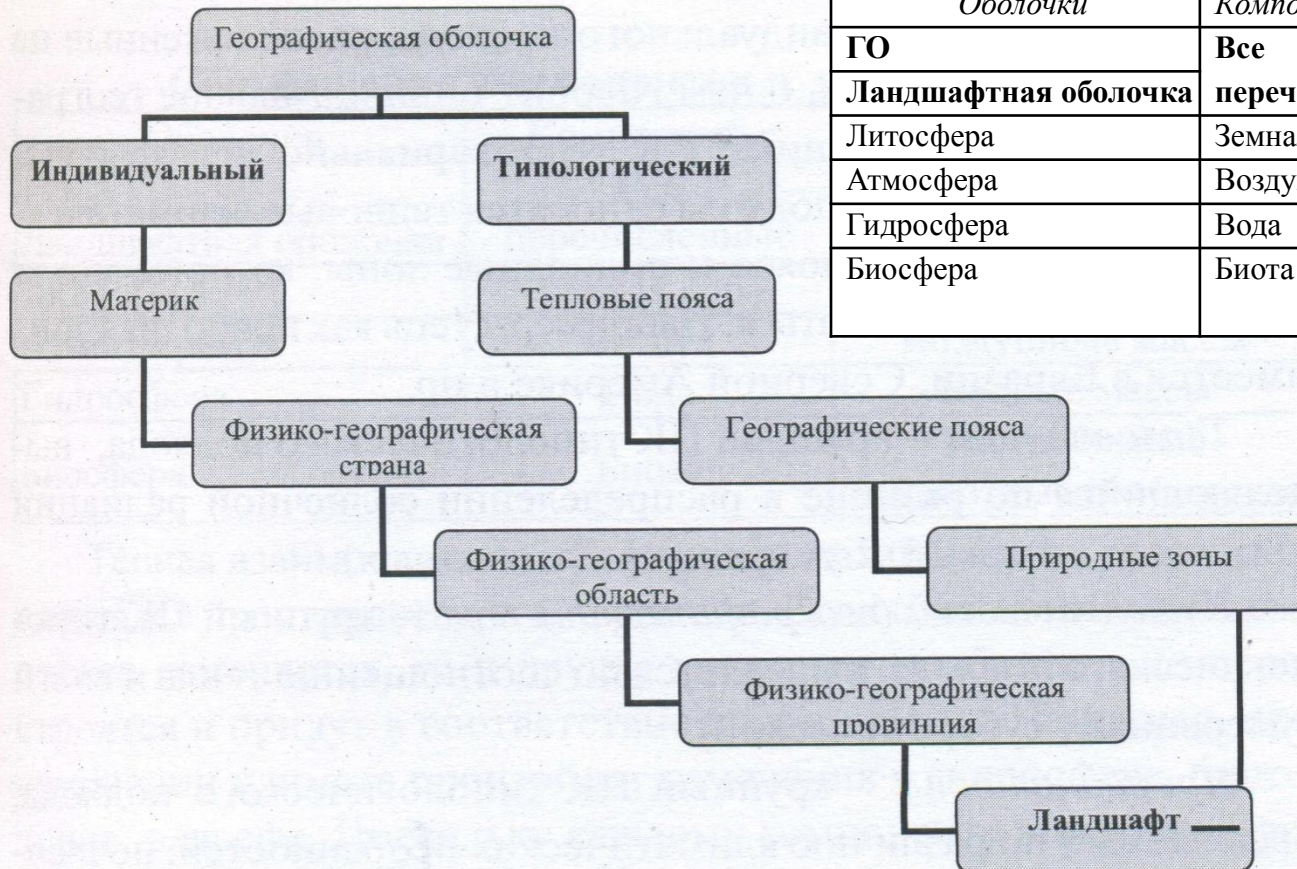 Географическая оболочка
Индивидуальный
Типологический
Материк
Тепловые пояса
Физико-географическая
страна
Географические пояса
Физико-географическая
область
Природные зоны
Физико-географическая
провинция
Ландшафт
Оболочки
ГО
Все
Ландшафтная оболочка
Литосфера
Атмосфера
Гидросфера
Вода
Биосфера
Биота